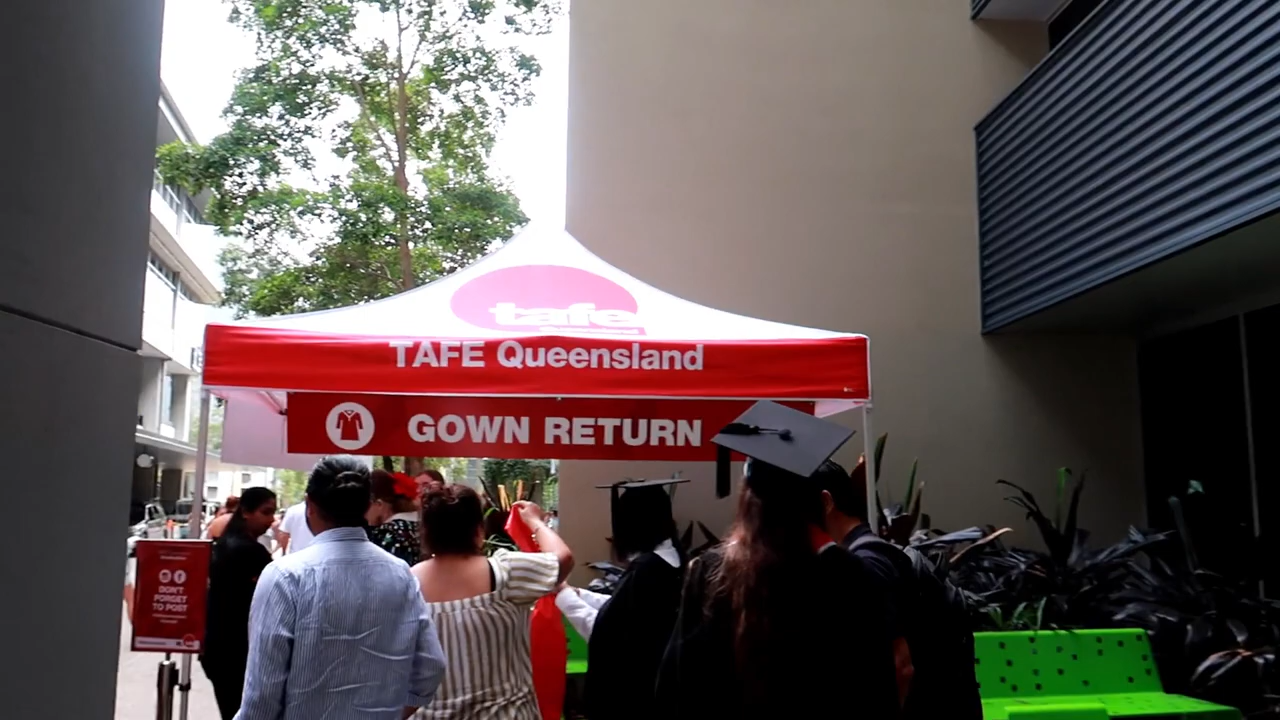 tafe
TAFE Queensland
GOWN RETURN
DON'T
FORGET
TO POST